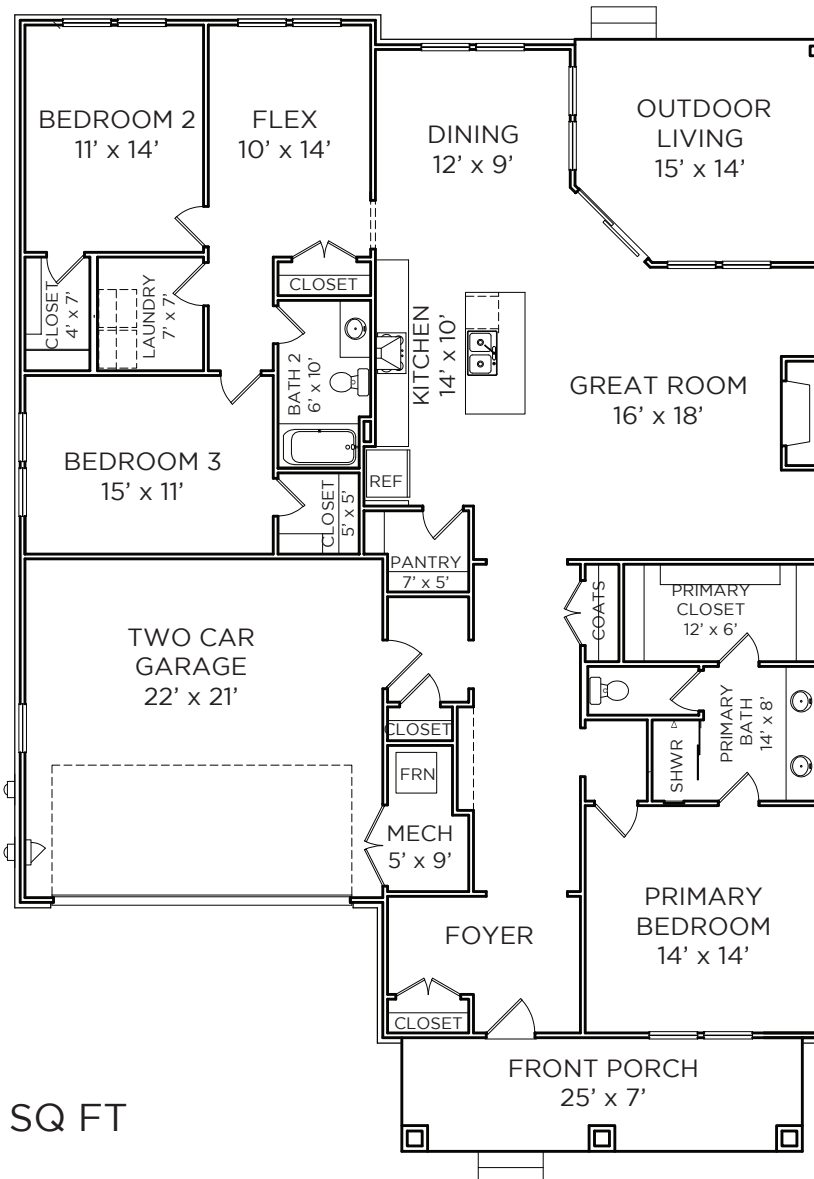 BEDROOM 2
11’ x 14’
FLEX
10’ x 14’
DINING
12’ x 9’
OUTDOOR
LIVING
15’ x 14’
CLOSET
4’ x 7’
LAUNDRY
7’ x 7’
CLOSET
BATH 2
6’ x 10’
KITCHEN
14’ x 10’
GREAT ROOM
16’ x 18’
BEDROOM 3
15’ x 11’
CLOSET
5’ x 5’
REF
PANTRY
7’ x 5’
COATS
PRIMARY
CLOSET
12’ x 6’
TWO CAR
GARAGE
22’ x 21’
CLOSET
SHWR
PRIMARY
BATH
14’ x 8’
FRN
MECH
5’ x 9’
PRIMARY
BEDROOM
14’ x 14’
FOYER
CLOSET
FRONT PORCH
25’ x 7’
SQ FT